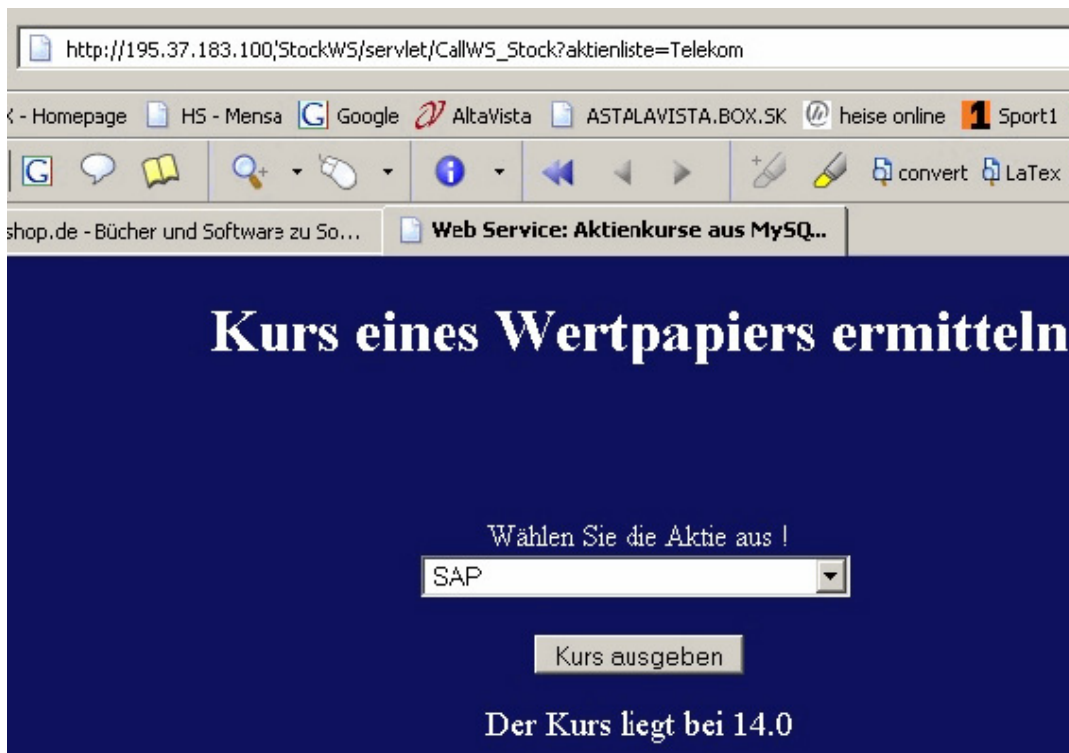 http://195.37.183.100/StockWS/servlet/CallWS_Stock?aktienliste=Telekom
- Homepage HS - Mensa Google AltaVista ASTALAVISTA.BOX.SK heise online Sport1
convert LaTex
shop.de - Bücher und Software zu So... Web Service: Aktienkurse aus MySQ...
Kurs eines Wertpapiers ermitteln
Wählen Sie die Aktie aus !
SAP
Kurs ausgeben
Der Kurs liegt bei 14.0